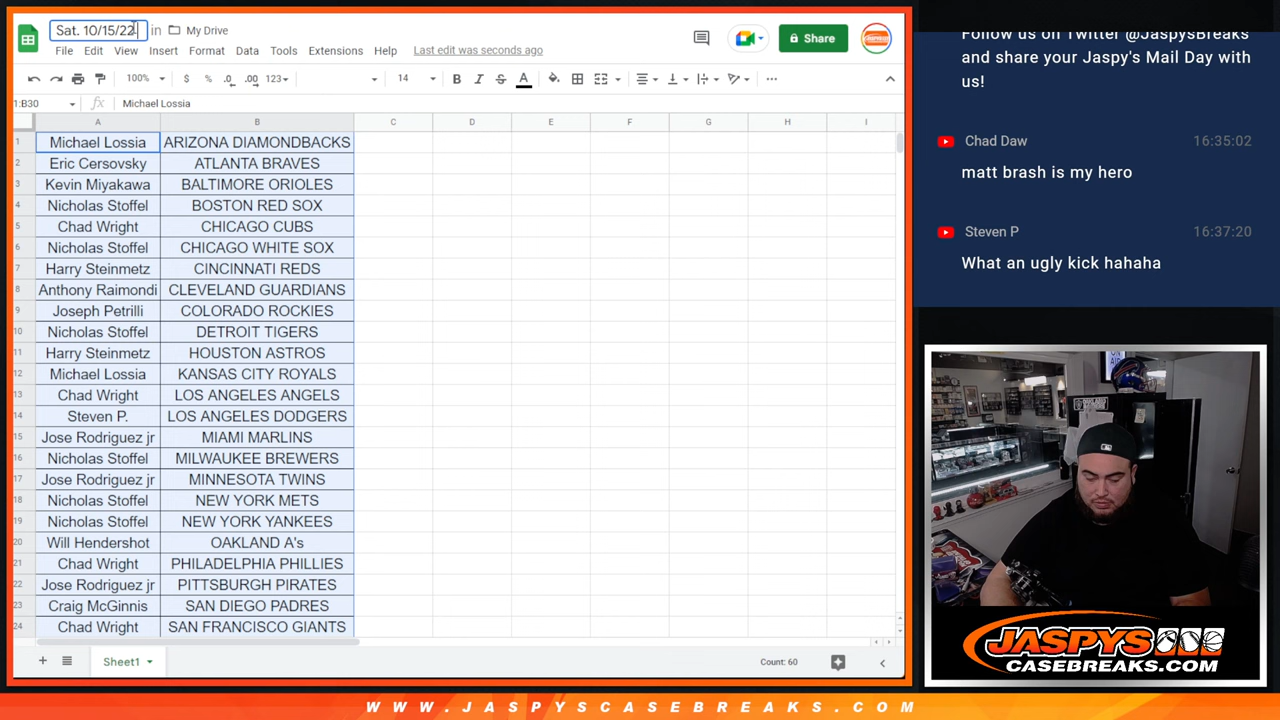 Sat. 10/15/22 in My Drive
File Edit View Insert Format Data Tools Extensions Help Last edit was seconds ago
Share
100% $ % .0 .00 123 14 B I S A
1:B30 fx Michael Lossia
A B C D E F G H I
1 Michael Lossia ARIZONA DIAMONDBACKS
2 Eric Cersovsky ATLANTA BRAVES
3 Kevin Miyakawa BALTIMORE ORIOLES
4 Nicholas Stoffel BOSTON RED SOX
5 Chad Wright CHICAGO CUBS
6 Nicholas Stoffel CHICAGO WHITE SOX
7 Harry Steinmetz CINCINNATI REDS
8 Anthony Raimondi CLEVELAND GUARDIANS
9 Joseph Petrilli COLORADO ROCKIES
10 Nicholas Stoffel DETROIT TIGERS
11 Harry Steinmetz HOUSTON ASTROS
12 Michael Lossia KANSAS CITY ROYALS
13 Chad Wright LOS ANGELES ANGELS
14 Steven P. LOS ANGELES DODGERS
15 Jose Rodriguez jr MIAMI MARLINS
16 Nicholas Stoffel MILWAUKEE BREWERS
17 Jose Rodriguez jr MINNESOTA TWINS
18 Nicholas Stoffel NEW YORK METS
19 Nicholas Stoffel NEW YORK YANKEES
20 Will Hendershot OAKLAND A's
21 Chad Wright PHILADELPHIA PHILLIES
22 Jose Rodriguez jr PITTSBURGH PIRATES
23 Craig McGinnis SAN DIEGO PADRES
24 Chad Wright SAN FRANCISCO GIANTS
Sheet1 Count: 60
Follow us on Twitter @JaspysBreaks
and share your Jaspy's Mail Day with
us!
Chad Daw 16:35:02
matt brash is my hero
Steven P 16:37:20
What an ugly kick hahaha
JASPYS
CASEBREAKS.COM
WWW.JASPYSCASEBREAKS.COM